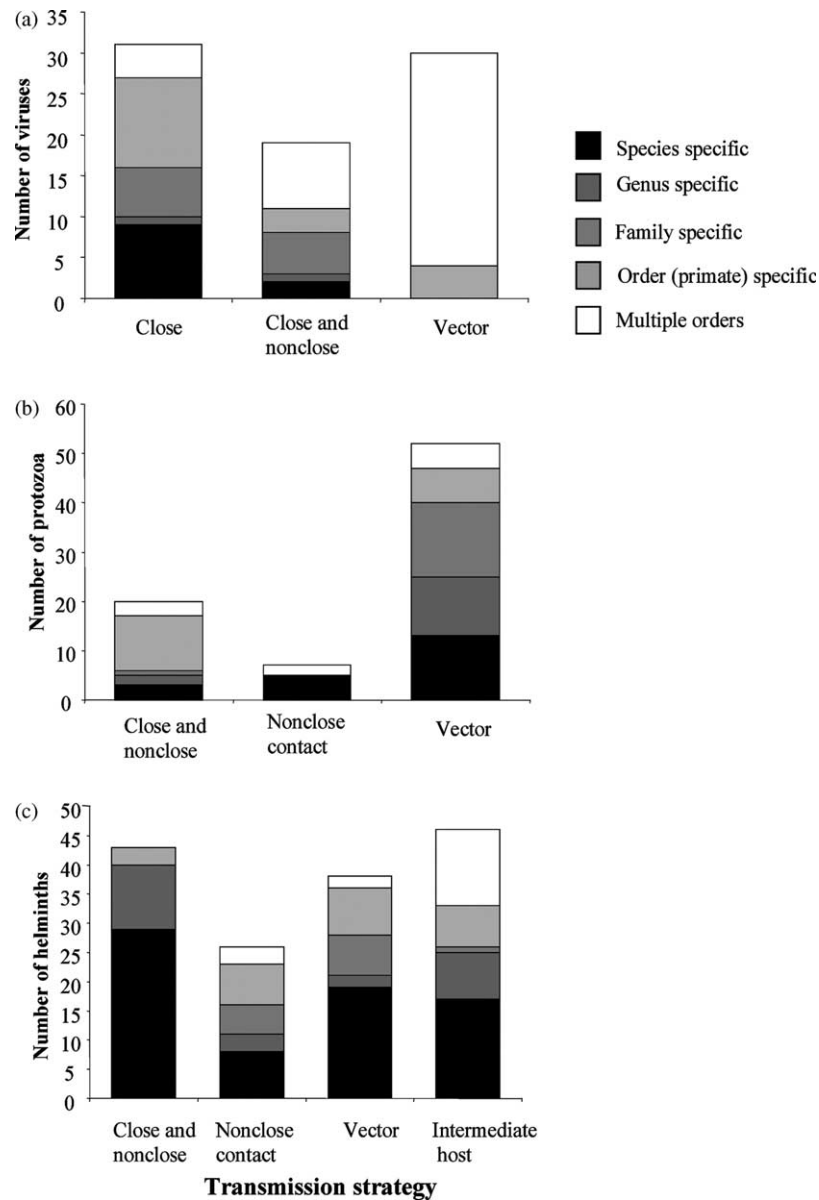 (a)
35
30
25
20
15
10
5
0
Number of viruses
Close
Close and
nonclose
Vector
Species specific
Genus specific
Family specific
Order (primate) specific
Multiple orders
(b)
60
50
40
30
20
10
0
Number of protozoa
Close and
nonclose
Nonclose
contact
Vector
(c)
50
45
40
35
30
25
20
15
10
5
0
Number of helminths
Close and
nonclose
Nonclose
contact
Vector
Intermediate
host
Transmission strategy